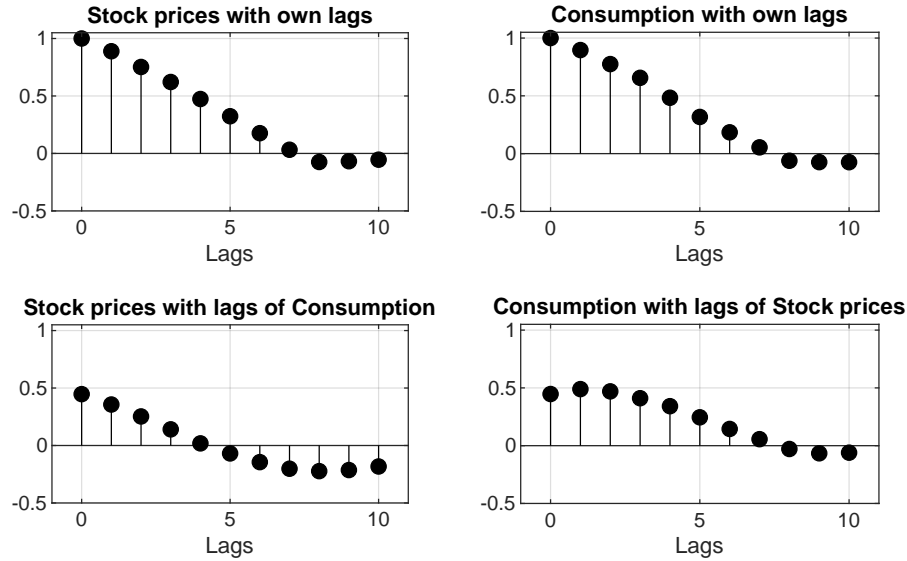 Stock prices with own lags
1
0.5
0
-0.5
0 5 10
Lags
Consumption with own lags
1
0.5
0
-0.5
0 5 10
Lags
Stock prices with lags of Consumption
1
0.5
0
-0.5
0 5 10
Lags
Consumption with lags of Stock prices
1
0.5
0
-0.5
0 5 10
Lags